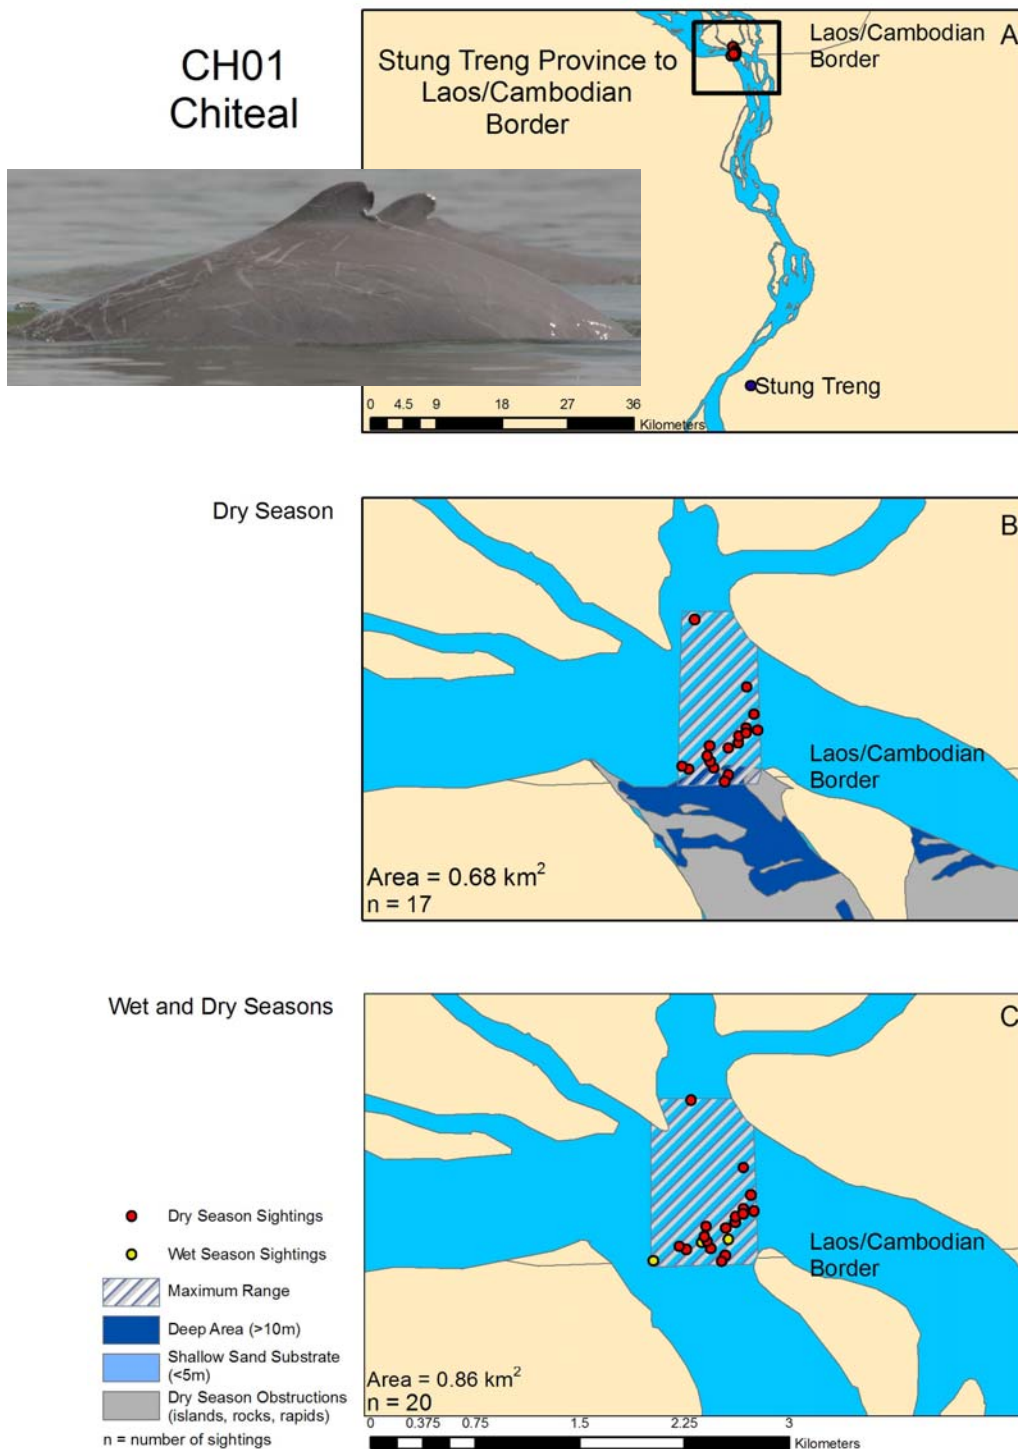 CH01
Chiteal
Stung Treng Province to
Laos/Cambodian
Border
Laos/Cambodian
Border
A
Stung Treng
0 4.5 9 18 27 36
Kilometers
Dry Season
B
Laos/Cambodian
Border
Area = 0.68 km²
n = 17
Wet and Dry Seasons
C
Laos/Cambodian
Border
Area = 0.86 km²
n = 20
Dry Season Sightings
Wet Season Sightings
Maximum Range
Deep Area (>10m)
Shallow Sand Substrate
(<5m)
Dry Season Obstructions
(islands, rocks, rapids)
n = number of sightings
0 0.375 0.75 1.5 2.25 3
Kilometers